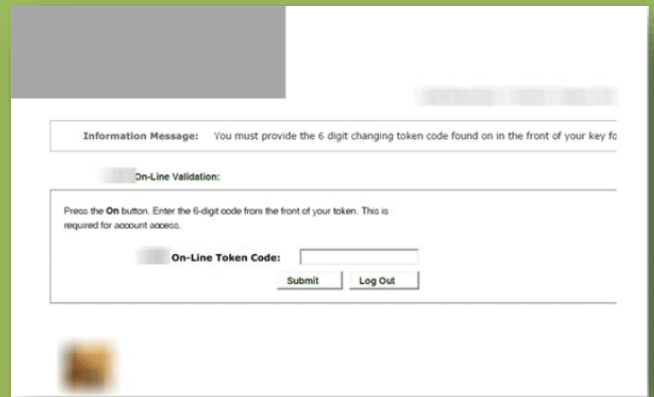 Information Message: You must provide the 6 digit changing token code found on in the front of your key fo
On-Line Validation:
Press the On button. Enter the 6-digit code from the front of your token. This is
required for account access.
On-Line Token Code:
Submit Log Out